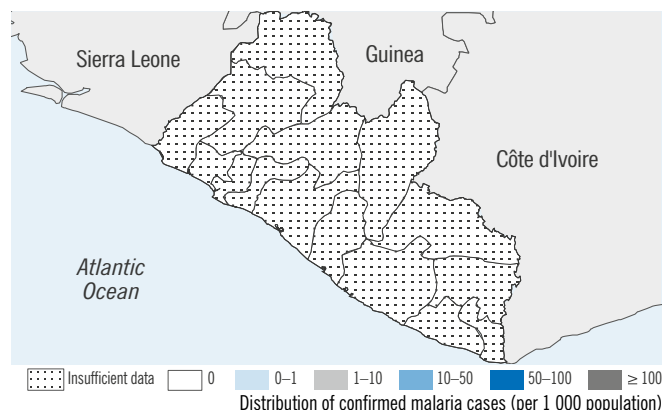 Sierra Leone
Guinea
Côte d'Ivoire
Atlantic
Ocean
Insufficient data 0 0–1 1–10 10–50 50–100 ≥ 100
Distribution of confirmed malaria cases (per 1 000 population)